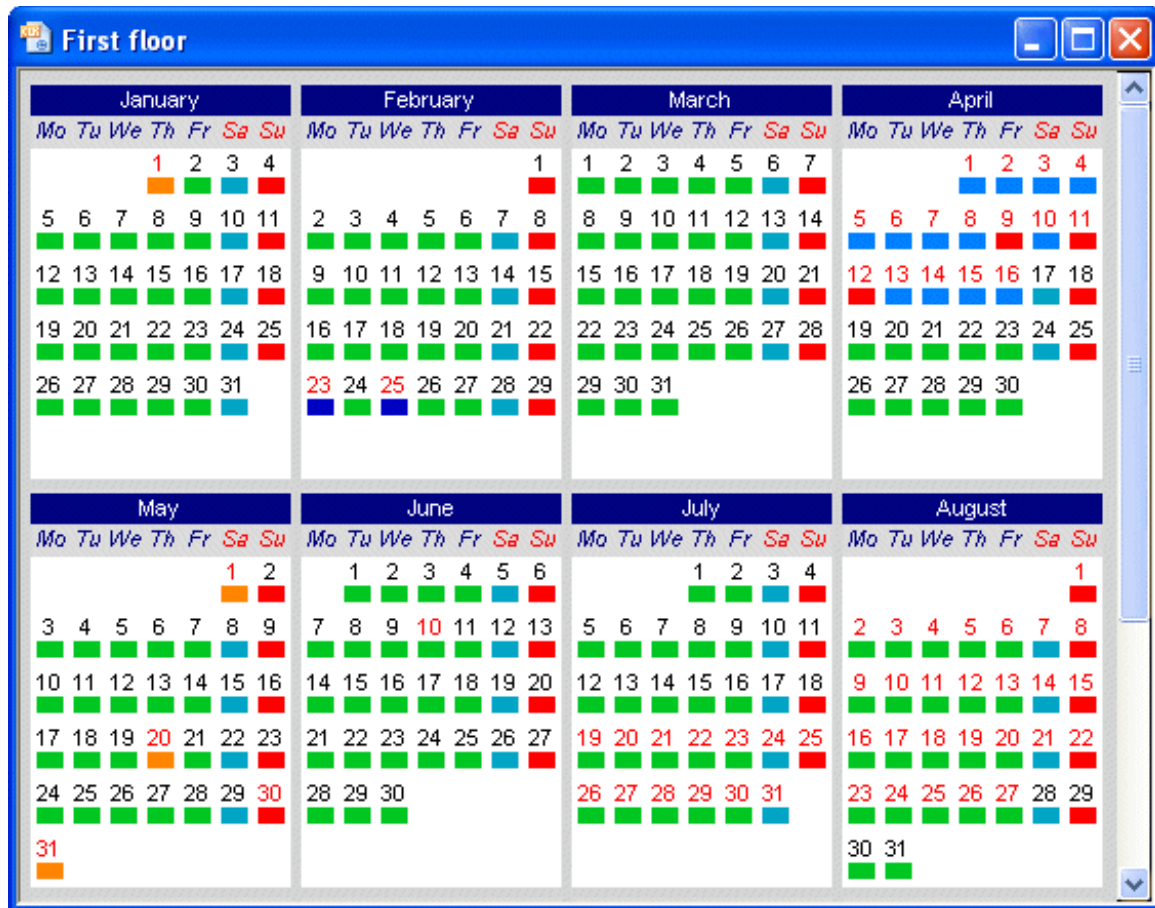 First floor
January February March April
Mo Tu We Th Fr Sa Su Mo Tu We Th Fr Sa Su Mo Tu We Th Fr Sa Su Mo Tu We Th Fr Sa Su
1 2 3 4 1 1 2 3 4 5 6 7 1 2 3 4
5 6 7 8 9 10 11 2 3 4 5 6 7 8 8 9 10 11 12 13 14 5 6 7 8 9 10 11
12 13 14 15 16 17 18 9 10 11 12 13 14 15 15 16 17 18 19 20 21 12 13 14 15 16 17 18
19 20 21 22 23 24 25 16 17 18 19 20 21 22 22 23 24 25 26 27 28 19 20 21 22 23 24 25
26 27 28 29 30 31 23 24 25 26 27 28 29 29 30 31 26 27 28 29 30
May June July August
Mo Tu We Th Fr Sa Su Mo Tu We Th Fr Sa Su Mo Tu We Th Fr Sa Su Mo Tu We Th Fr Sa Su
1 2 1 2 3 4 5 6 1 2 3 4 1
3 4 5 6 7 8 9 7 8 9 10 11 12 13 5 6 7 8 9 10 11 2 3 4 5 6 7 8
10 11 12 13 14 15 16 14 15 16 17 18 19 20 12 13 14 15 16 17 18 9 10 11 12 13 14 15
17 18 19 20 21 22 23 21 22 23 24 25 26 27 19 20 21 22 23 24 25 16 17 18 19 20 21 22
24 25 26 27 28 29 30 28 29 30 26 27 28 29 30 31 23 24 25 26 27 28 29
31 30 31